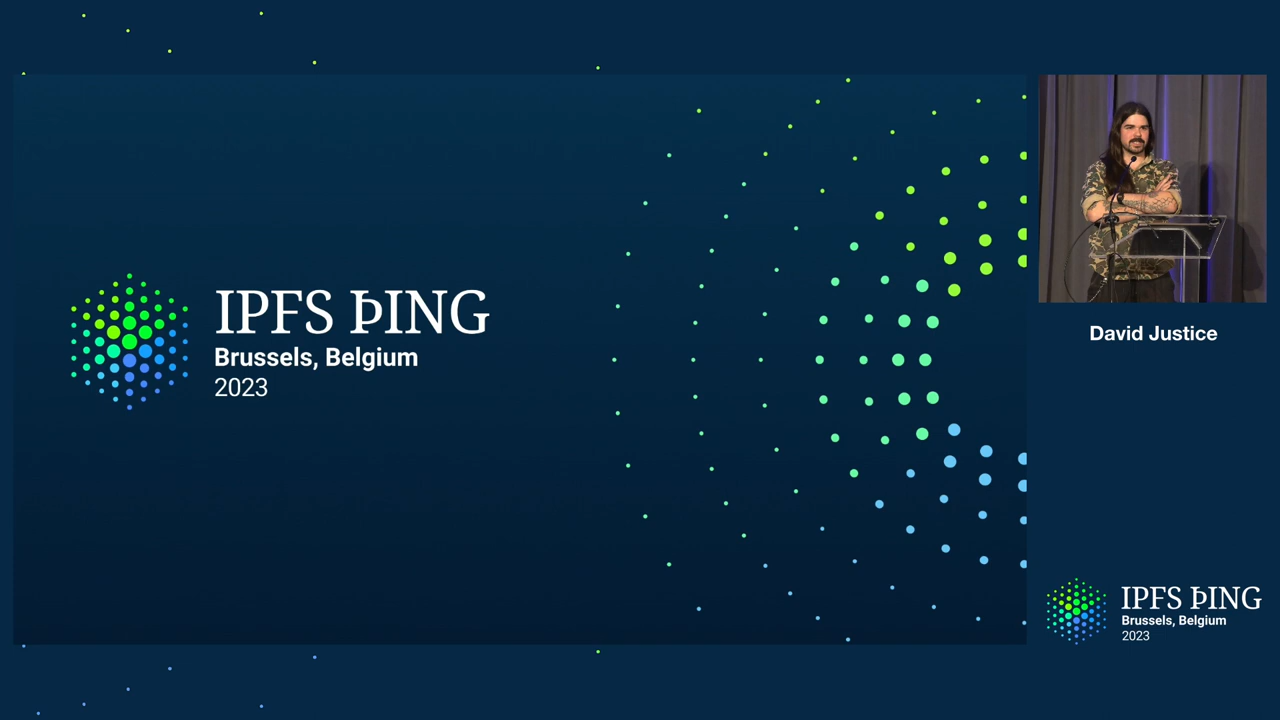 IPFS ÞING
Brussels, Belgium
2023
David Justice
IPFS ÞING
Brussels, Belgium
2023